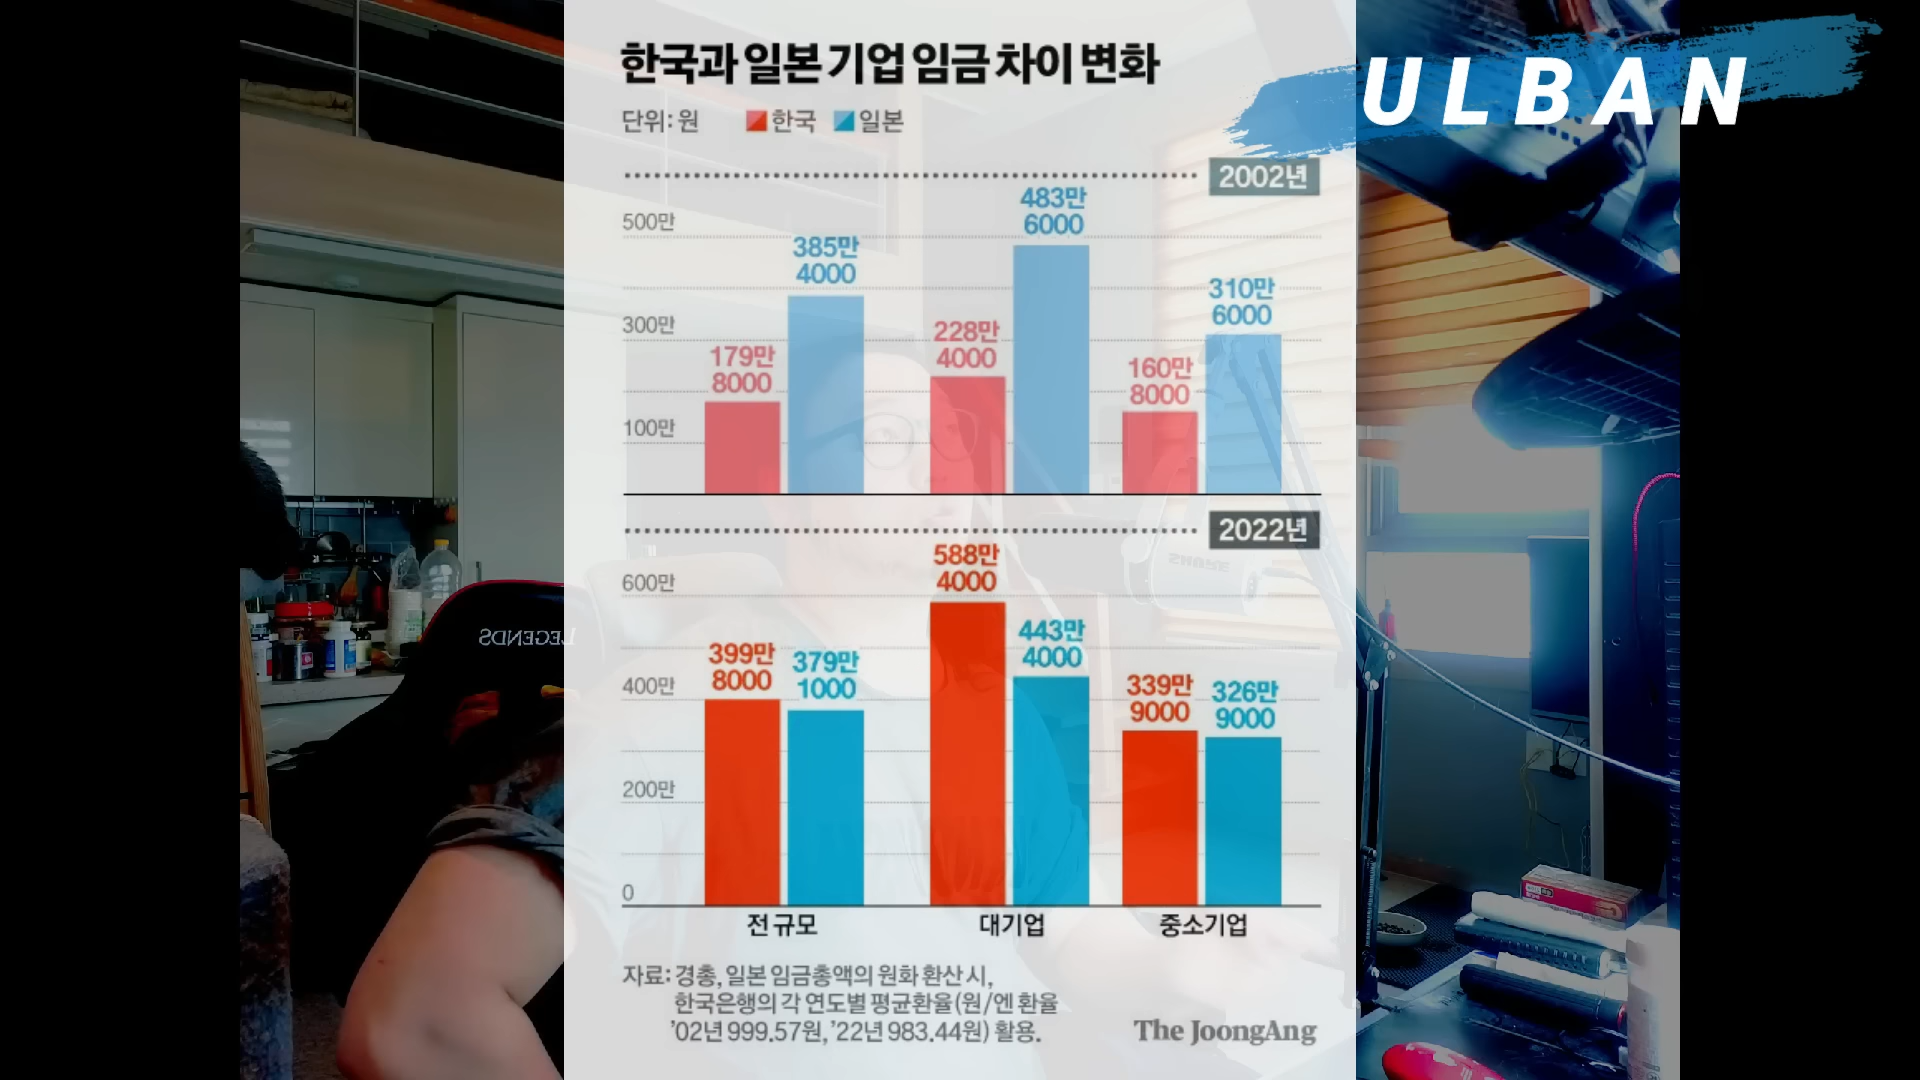 ULBAN
한국과 일본 기업 임금 차이 변화
단위: 원 한국 일본
2002년
500만
300만
100만
179만
8000
385만
4000
228만
4000
483만
6000
160만
8000
310만
6000
2022년
600만
400만
200만
0
399만
8000
379만
1000
588만
4000
443만
4000
339만
9000
326만
9000
전 규모 대기업 중소기업
자료: 경총, 일본 임금총액의 원화 환산 시,
한국은행의 각 연도별 평균환율(원/엔 환율
'02년 999.57원, '22년 983.44원) 활용.
The JoongAng
LEGENDS